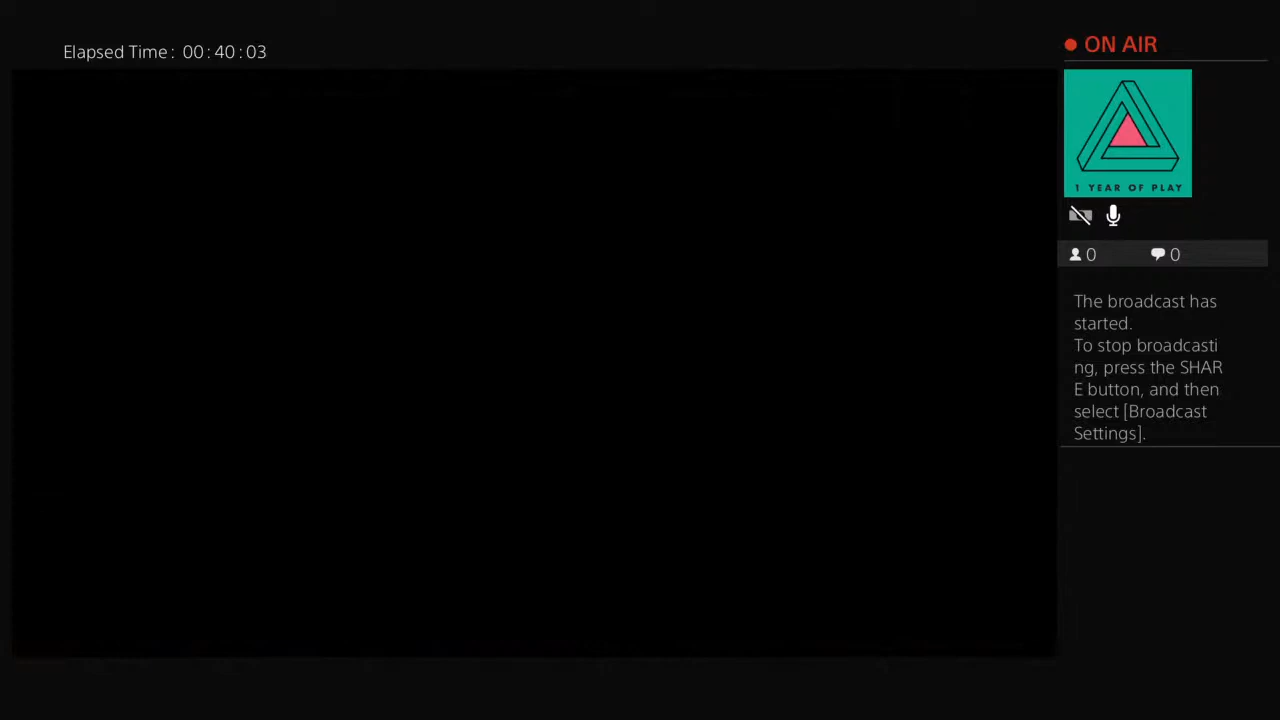 Elapsed Time: 00:40:03
ON AIR
1 YEAR OF PLAY
0 0
The broadcast has
started.
To stop broadcasti
ng, press the SHAR
E button, and then
select [Broadcast
Settings].